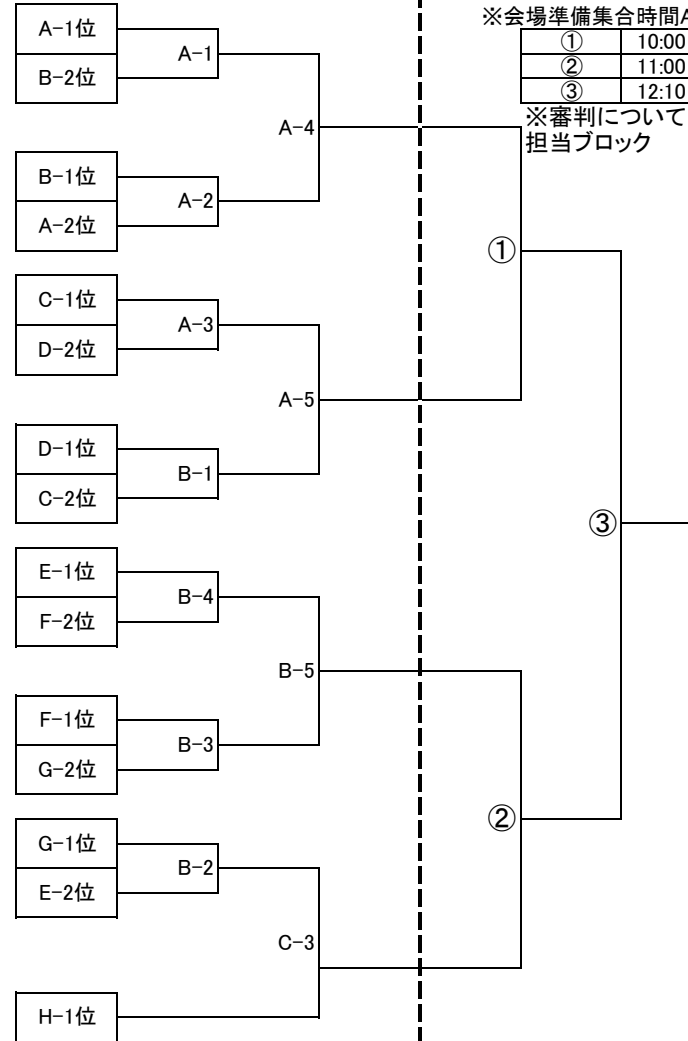 ※会場準備集合時間A
① 10:00
② 11:00
③ 12:10
※審判について
担当ブロック
A-1位
A-1
B-2位
A-4
B-1位
A-2
A-2位
①
C-1位
A-3
D-2位
A-5
D-1位
B-1
C-2位
③
E-1位
B-4
F-2位
B-5
F-1位
B-3
G-2位
②
G-1位
B-2
E-2位
C-3
H-1位